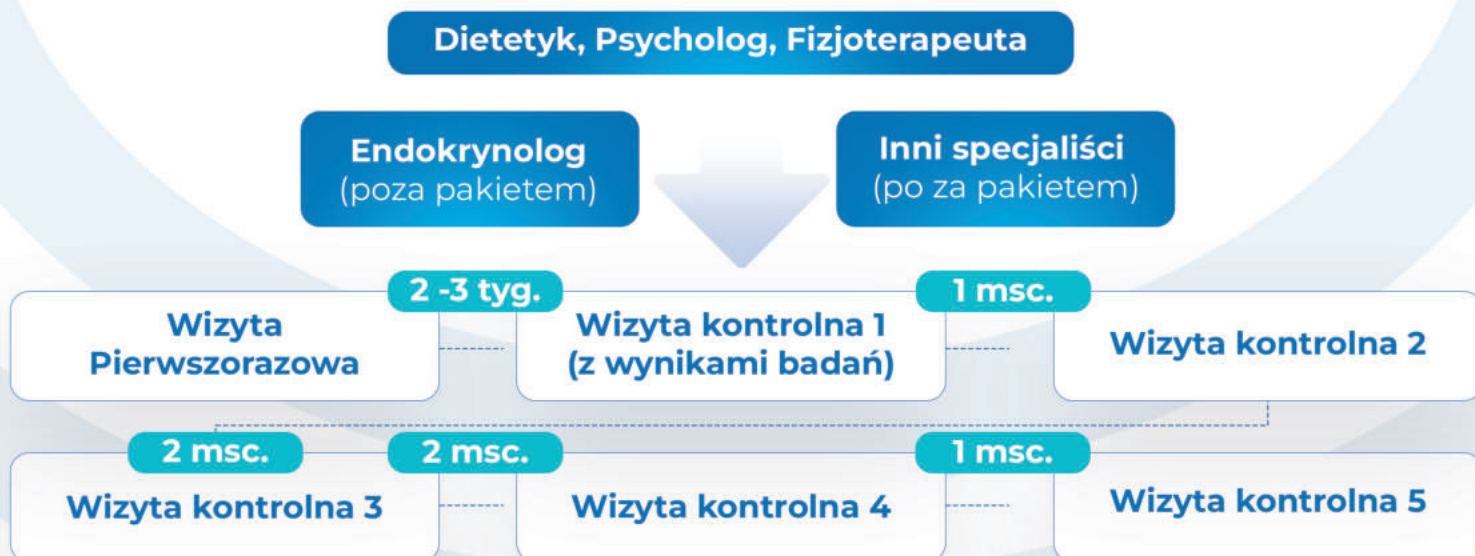 Dietetyk, Psycholog, Fizjoterapeuta
Endokrynolog
(poza pakietem)
Inni specjaliści
(po za pakietem)
2 -3 tyg.
1 msc.
Wizyta
Pierwszorazowa
Wizyta kontrolna 1
(z wynikami badań)
Wizyta kontrolna 2
2 msc.
2 msc.
1 msc.
Wizyta kontrolna 3
Wizyta kontrolna 4
Wizyta kontrolna 5